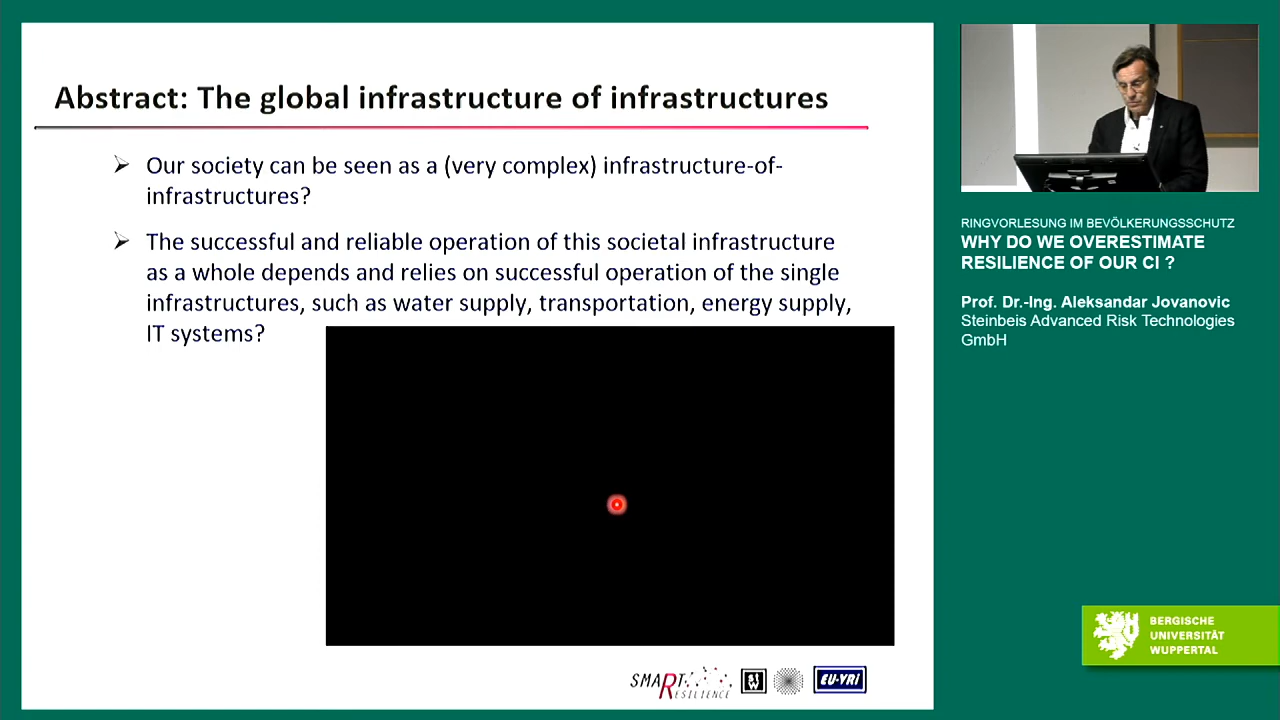 Abstract: The global infrastructure of infrastructures
Our society can be seen as a (very complex) infrastructure-of-
infrastructures?
The successful and reliable operation of this societal infrastructure
as a whole depends and relies on successful operation of the single
infrastructures, such as water supply, transportation, energy supply,
IT systems?
SMART
RESILIENCE
EU-VRi
RINGVORLESUNG IM BEVÖLKERUNGSSCHUTZ
WHY DO WE OVERESTIMATE
RESILIENCE OF OUR CI ?
Prof. Dr.-Ing. Aleksandar Jovanovic
Steinbeis Advanced Risk Technologies
GmbH
BERGISCHE
UNIVERSITÄT
WUPPERTAL